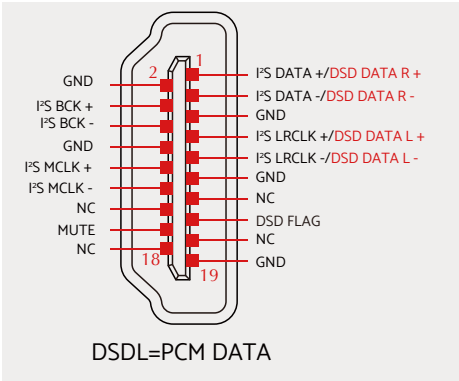 2
1
GND
I²S BCK +
I²S BCK -
GND
I²S MCLK +
I²S MCLK -
NC
MUTE
NC
18
I²S DATA +/DSD DATA R +
I²S DATA -/DSD DATA R -
GND
I²S LRCLK +/DSD DATA L +
I²S LRCLK -/DSD DATA L -
GND
NC
DSD FLAG
NC
GND
19
DSDL=PCM DATA